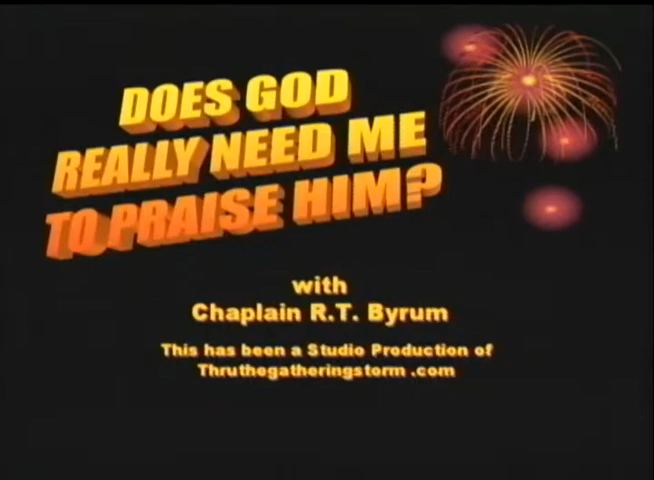 DOES GOD
REALLY NEED ME
TO PRAISE HIM?
with
Chaplain R.T. Byrum
This has been a Studio Production of
Thruthegatheringstorm .com